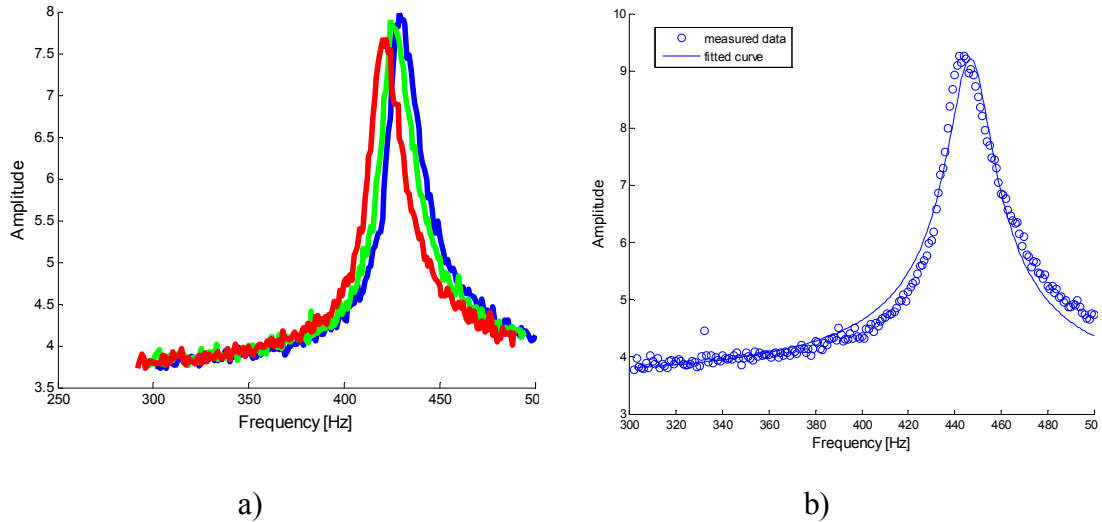 8
7.5
7
6.5
6
5.5
5
4.5
4
3.5
Amplitude
250 300 350 400 450 50
Frequency [Hz]
a)
10
9
8
7
6
5
4
3
Amplitude
measured data
fitted curve
300 320 340 360 380 400 420 440 460 480 50
Frequency [Hz]
b)